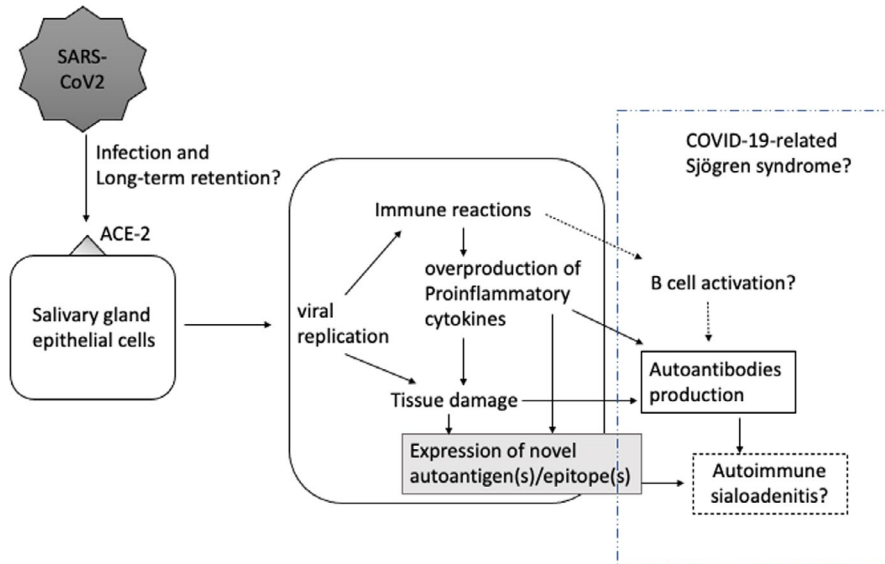 SARS-
CoV2
Infection and
Long-term retention?
ACE-2
Salivary gland
epithelial cells
viral
replication
Immune reactions
overproduction of
Proinflammatory
cytokines
Tissue damage
Expression of novel
autoantigen(s)/epitope(s)
COVID-19-related
Sjögren syndrome?
B cell activation?
Autoantibodies
production
Autoimmune
sialoadenitis?